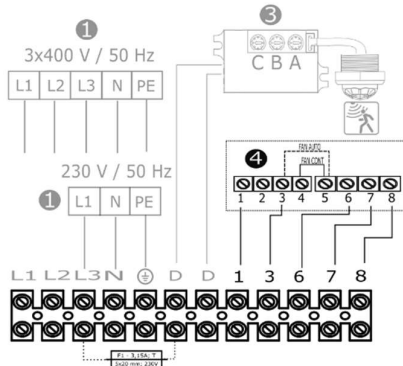 1
3
3x400 V / 50 Hz
C B A
L1 L2 L3 N PE
4
FAN AUTO
FAN CONT
230 V / 50 Hz
1
L1 N PE
1 2 3 4 5 6 7 8
L1 L2 L3 N D D 1 3 6 7 8
F1 - 3,15A; T
5x20 mm; 230V